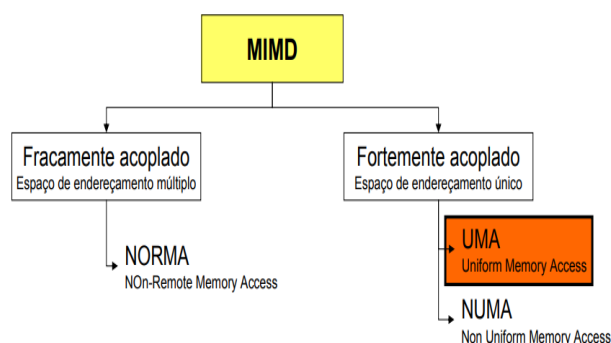 MIMD
Fracamente acoplado
Espaço de endereçamento múltiplo
Fortemente acoplado
Espaço de endereçamento único
NORMA
NOn-Remote Memory Access
UMA
Uniform Memory Access
NUMA
Non Uniform Memory Access